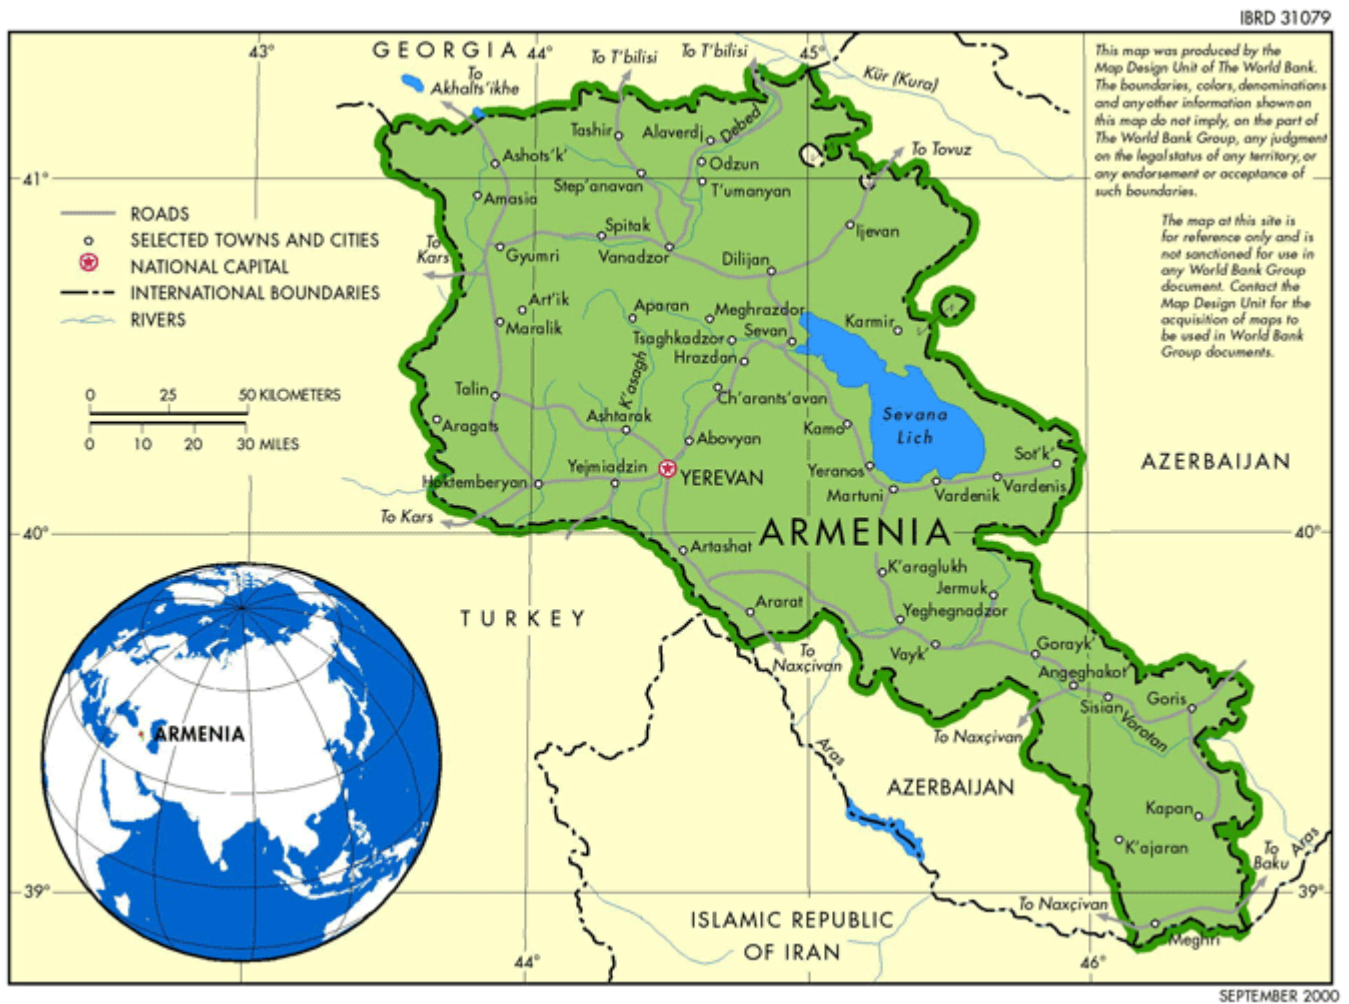 IBRD 31079
43°
GEORGIA
44°
To T'bilisi
To T'bilisi
45°
To
Akhalts'ikhe
Kür (Kura)
This map was produced by the
Map Design Unit of The World Bank.
The boundaries, colors, denominations
and any other information shown on
this map do not imply, on the part of
The World Bank Group, any judgment
on the legal status of any territory, or
any endorsement or acceptance of
such boundaries.
The map at this site is
for reference only and is
not sanctioned for use in
any World Bank Group
document. Contact the
Map Design Unit for the
acquisition of maps to
be used in World Bank
Group documents.
Tashir
Alaverdi
Debed
Ashots'k'
Odzun
To Tovuz
41°
Step'anavan
T'umanyan
Amasia
ROADS
SELECTED TOWNS AND CITIES
NATIONAL CAPITAL
INTERNATIONAL BOUNDARIES
RIVERS
To
Kars
Spitak
Ijevan
Gyumri
Vanadzor
Dilijan
Art'ik
Aparan
Meghrazdor
Maralik
Tsaghkadzor
Sevan
Karmir
Hrazdan
K'asagh
0 25 50 KILOMETERS
0 10 20 30 MILES
Talin
Ch'arants'avan
Aragats
Ashtarak
Kamo
Sevana
Lich
Abovyan
Sot'k'
Yejmiadzin
YEREVAN
Yeranos
AZERBAIJAN
Hoktemberyan
Martuni
Vardenik
Vardenis
To Kars
40°
ARMENIA
40°
Artashat
K'araglukh
Jermuk
Ararat
Yeghegnadzor
TURKEY
To
Naxçivan
Vayk'
Gorayk'
Angeghakot'
Sisian
Goris
Vorotan
To Naxçivan
ARMENIA
Aras
AZERBAIJAN
Kapan
K'ajaran
To
Baku
Aras
39°
39°
To Naxçivan
ISLAMIC REPUBLIC
OF IRAN
Meghri
44°
46°
SEPTEMBER 2000